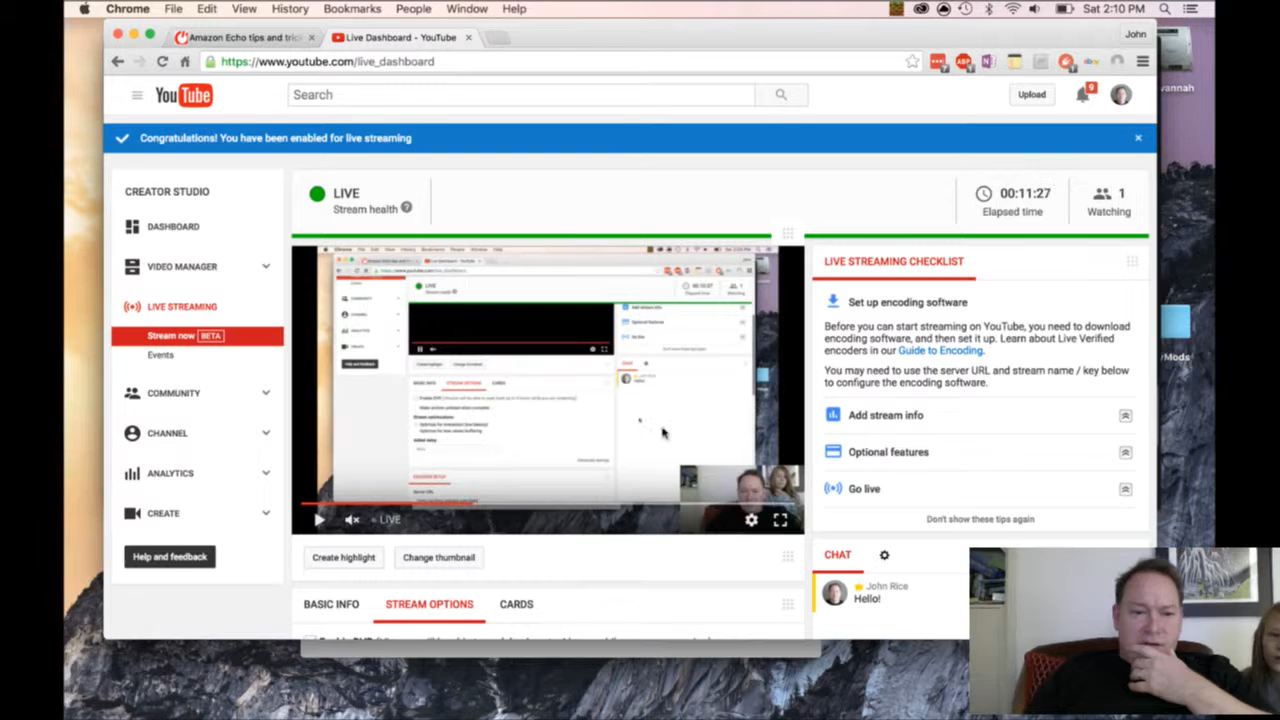 Chrome File Edit View History Bookmarks People Window Help Sat 2:10 PM
Amazon Echo tips and tric Live Dashboard - YouTube John
https://www.youtube.com/live_dashboard
YouTube Search Upload 9
Congratulations! You have been enabled for live streaming
CREATOR STUDIO
DASHBOARD
VIDEO MANAGER
LIVE STREAMING
Stream now BETA
Events
COMMUNITY
CHANNEL
ANALYTICS
CREATE
Help and feedback
LIVE
Stream health
00:11:27
Elapsed time
1
Watching
LIVE
Create highlight Change thumbnail
BASIC INFO STREAM OPTIONS CARDS
LIVE STREAMING CHECKLIST
Set up encoding software
Before you can start streaming on YouTube, you need to download
encoding software, and then set it up. Learn about Live Verified
encoders in our Guide to Encoding.
You may need to use the server URL and stream name / key below
to configure the encoding software.
Add stream info
Optional features
Go live
Don't show these tips again
CHAT
John Rice
Hello!
vannah
yMods